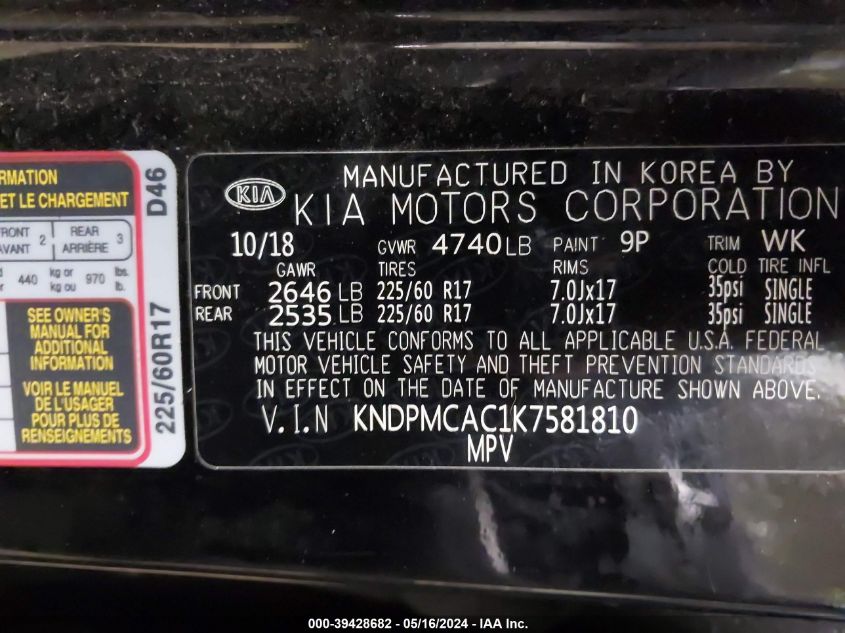 RMATION
ET LE CHARGEMENT
FRONT 2 REAR 3
AVANT ARRIÈRE
440 kg or 970 lbs.
kg ou lb.
SEE OWNER'S
MANUAL FOR
ADDITIONAL
INFORMATION
VOIR LE MANUEL
DE L'USAGER
POUR PLUS DE
RENSEIGNEMENTS
225/60R17 D46
KIA
MANUFACTURED IN KOREA BY
KIA MOTORS CORPORATION
10/18 GVWR 4740LB PAINT 9P TRIM WK
GAWR TIRES RIMS COLD TIRE INFL
FRONT 2646 LB 225/60 R17 7.0Jx17 35psi SINGLE
REAR 2535 LB 225/60 R17 7.0Jx17 35psi SINGLE
THIS VEHICLE CONFORMS TO ALL APPLICABLE U.S.A. FEDERAL
MOTOR VEHICLE SAFETY AND THEFT PREVENTION STANDARDS
IN EFFECT ON THE DATE OF MANUFACTURE SHOWN ABOVE.
V.I.N KNDPMCAC1K7581810
MPV
000-39428682 - 05/16/2024 - IAA Inc.